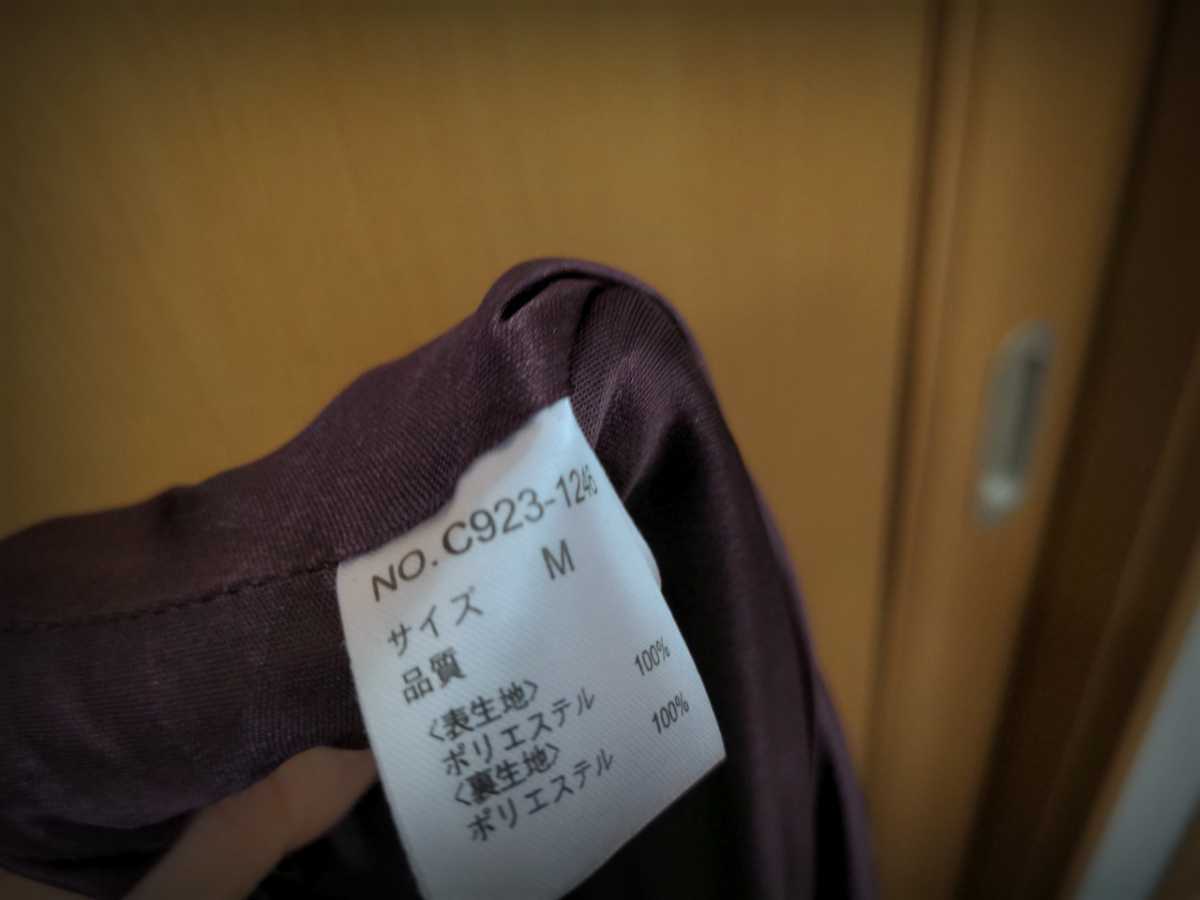 NO.C923-1246
サイズ M
品質
〈表生地〉
ポリエステル 100%
〈裏生地〉
ポリエステル 100%